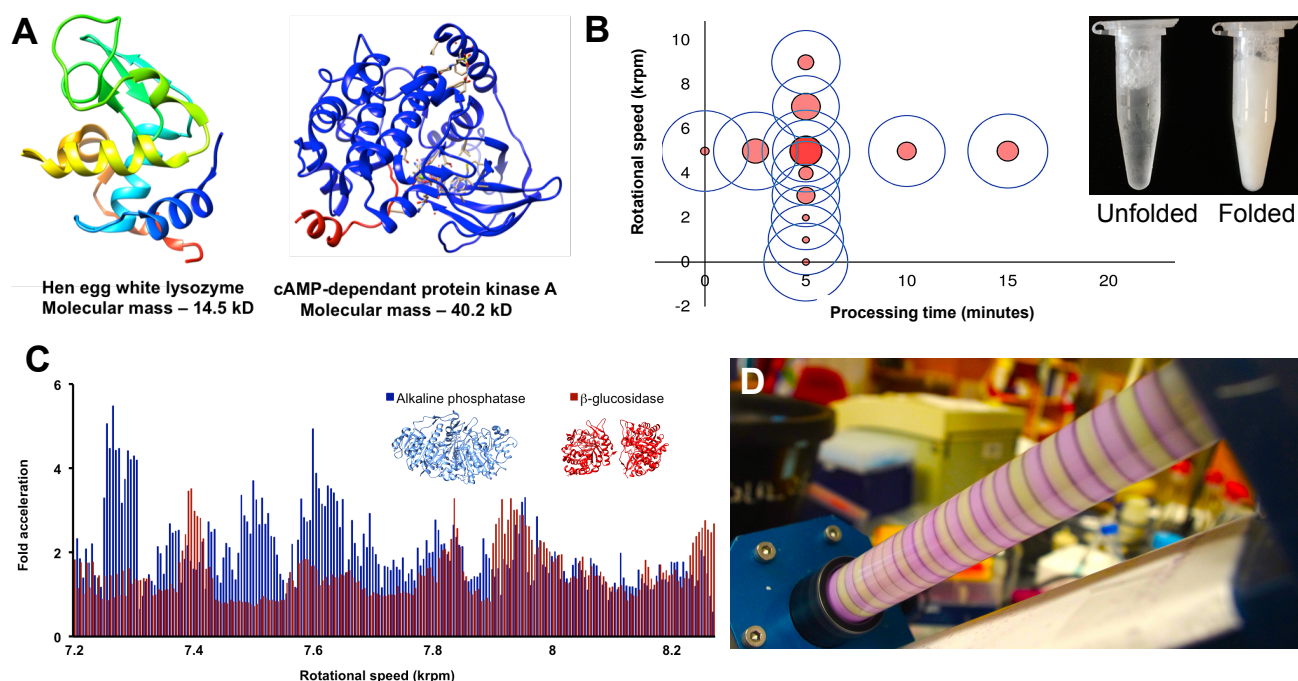 A
Hen egg white lysozyme
Molecular mass – 14.5 kD
cAMP-dependant protein kinase A
Molecular mass – 40.2 kD
B
Rotational speed (krpm)
10
8
6
4
2
0
-2
0
5
10
15
20
Processing time (minutes)
Unfolded
Folded
C
Fold acceleration
6
4
2
0
Alkaline phosphatase
β-glucosidase
7.2
7.4
7.6
7.8
8
8.2
Rotational speed (krpm)
D